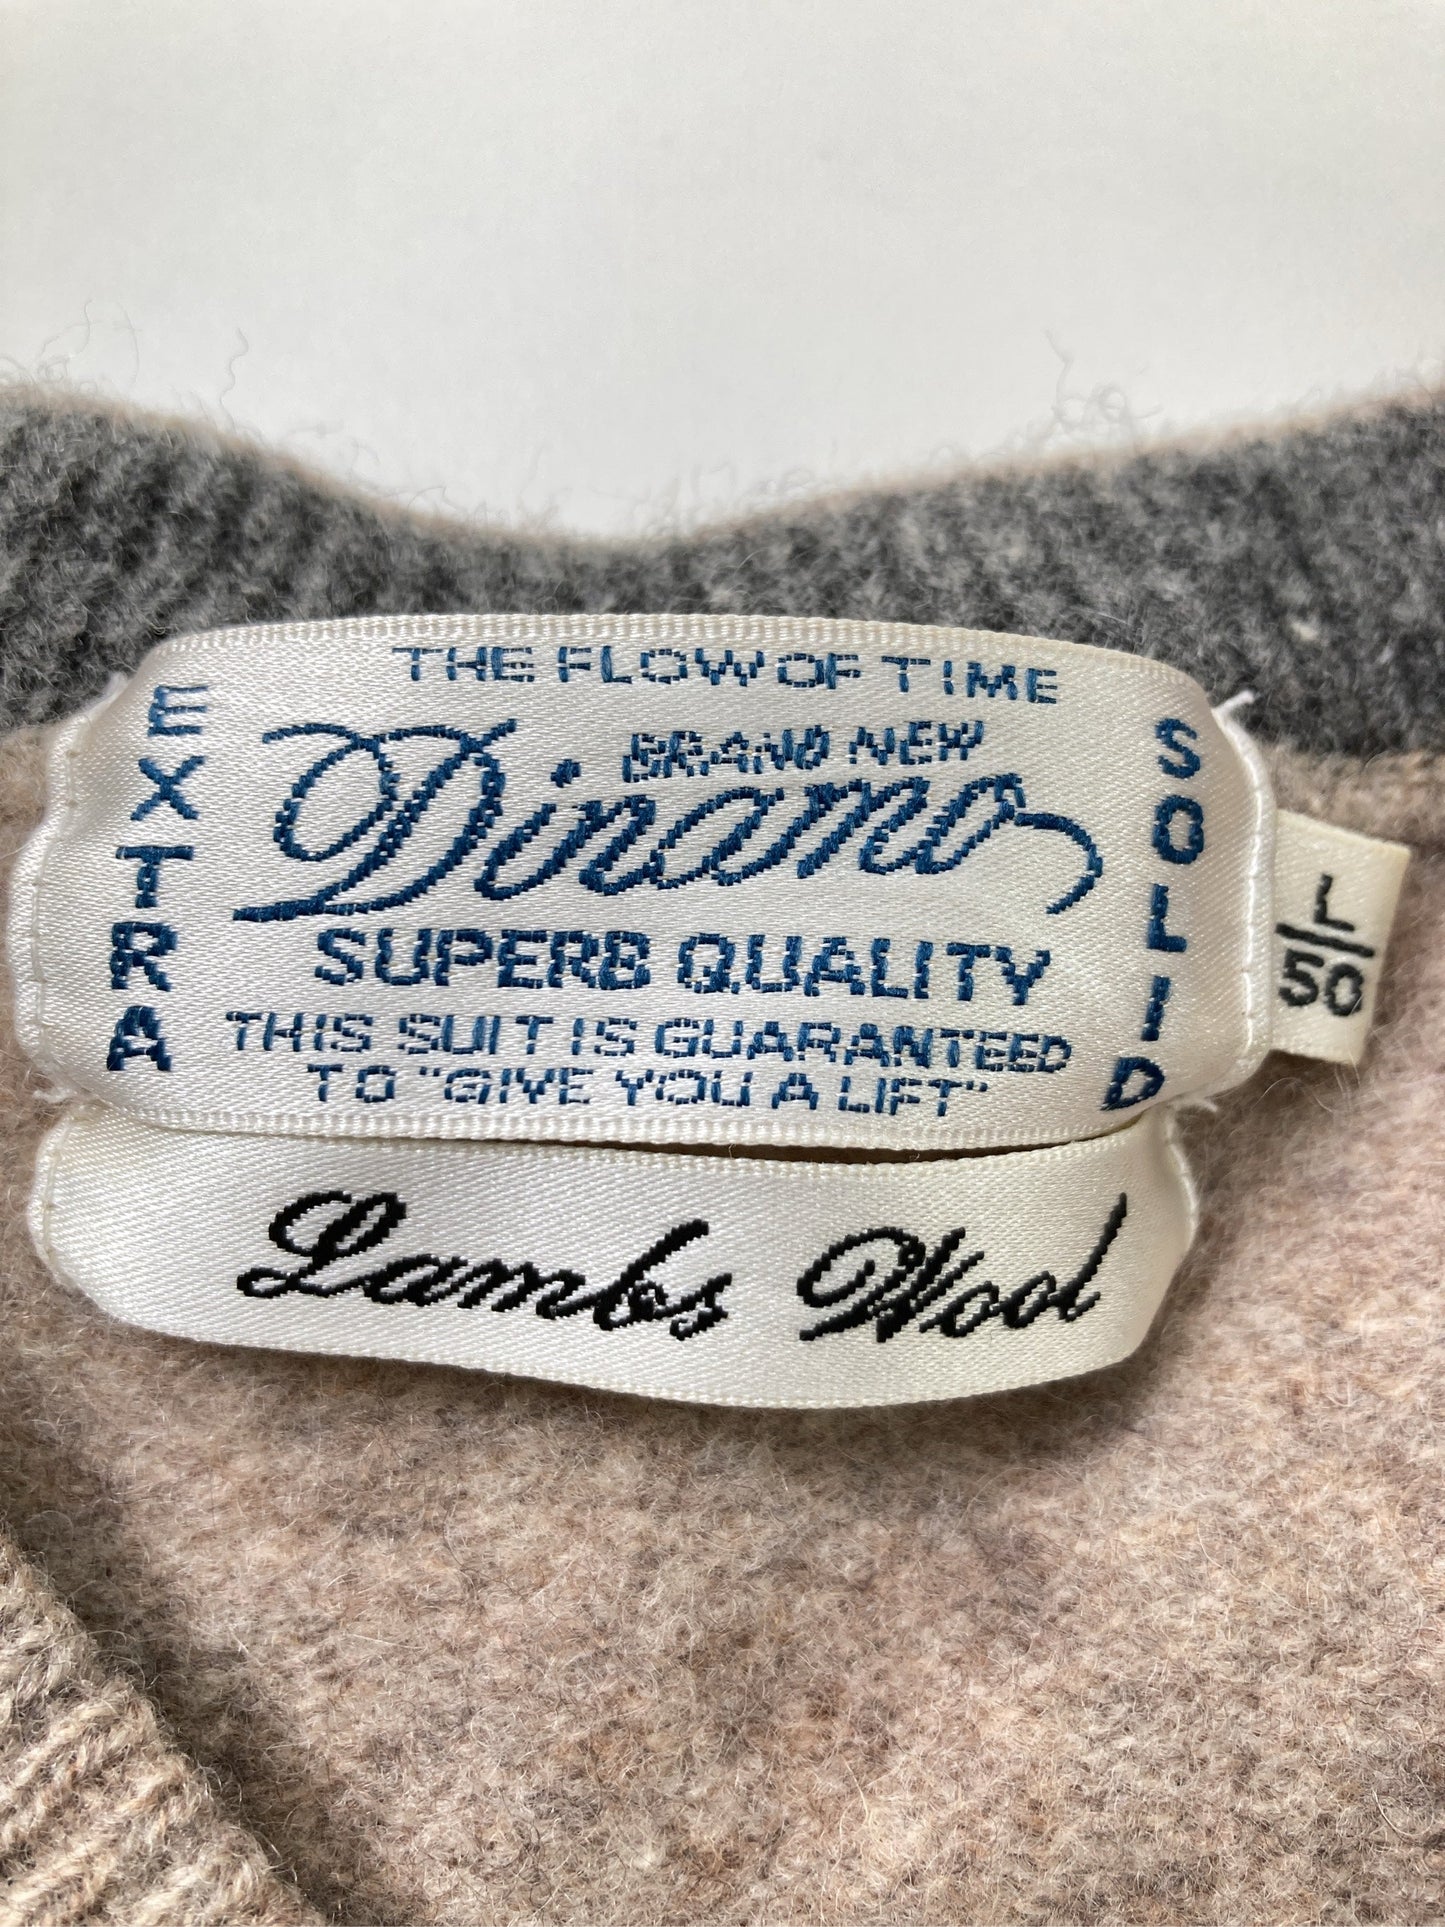 THE FLOW OF TIME
EXTRA
BRAND NEW
Dinamo
SUPERB QUALITY
THIS SUIT IS GUARANTEED
TO "GIVE YOU A LIFT"
SOLID
L
50
Lambs Wool